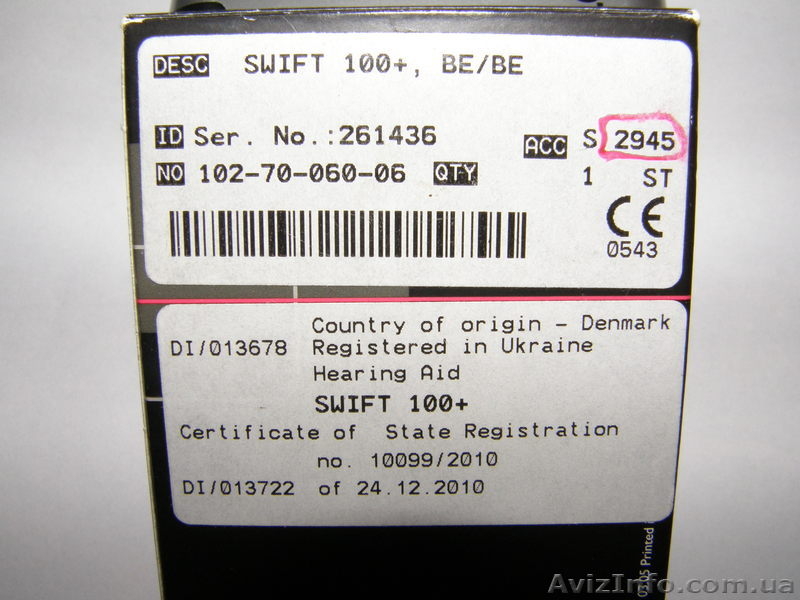 DESC SWIFT 100+, BE/BE
ID Ser. No.:261436 ACC S 2945
NO 102-70-060-06 QTY 1 ST
CE
0543
Country of origin - Denmark
DI/013678 Registered in Ukraine
Hearing Aid
SWIFT 100+
Certificate of State Registration
no. 10099/2010
DI/013722 of 24.12.2010
Printed
AvizInfo.com.ua